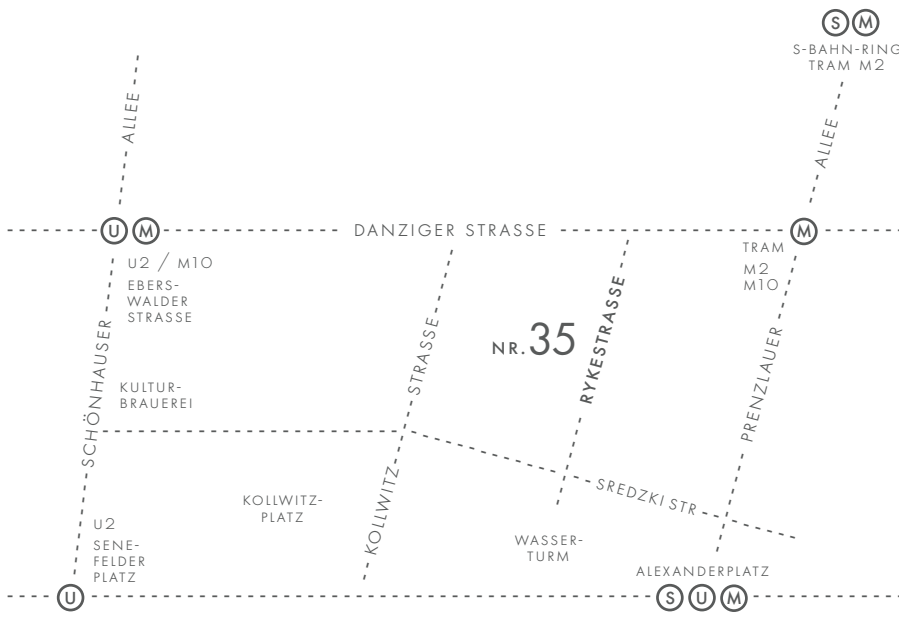 S M
S-BAHN-RING
TRAM M2
ALLEE
ALLEE
U M
DANZIGER STRASSE
M
U2 / M10
EBERS-
WALDER
STRASSE
TRAM
M2
M10
NR. 35
RYKESTRASSE
STRASSE
KOLLWITZ
SCHÖNHAUSER
PRENZLAUER
KULTUR-
BRAUEREI
KOLLWITZ-
PLATZ
SREDZKI STR
WASSER-
TURM
U2
SENE-
FELDER
PLATZ
U
ALEXANDERPLATZ
S U M